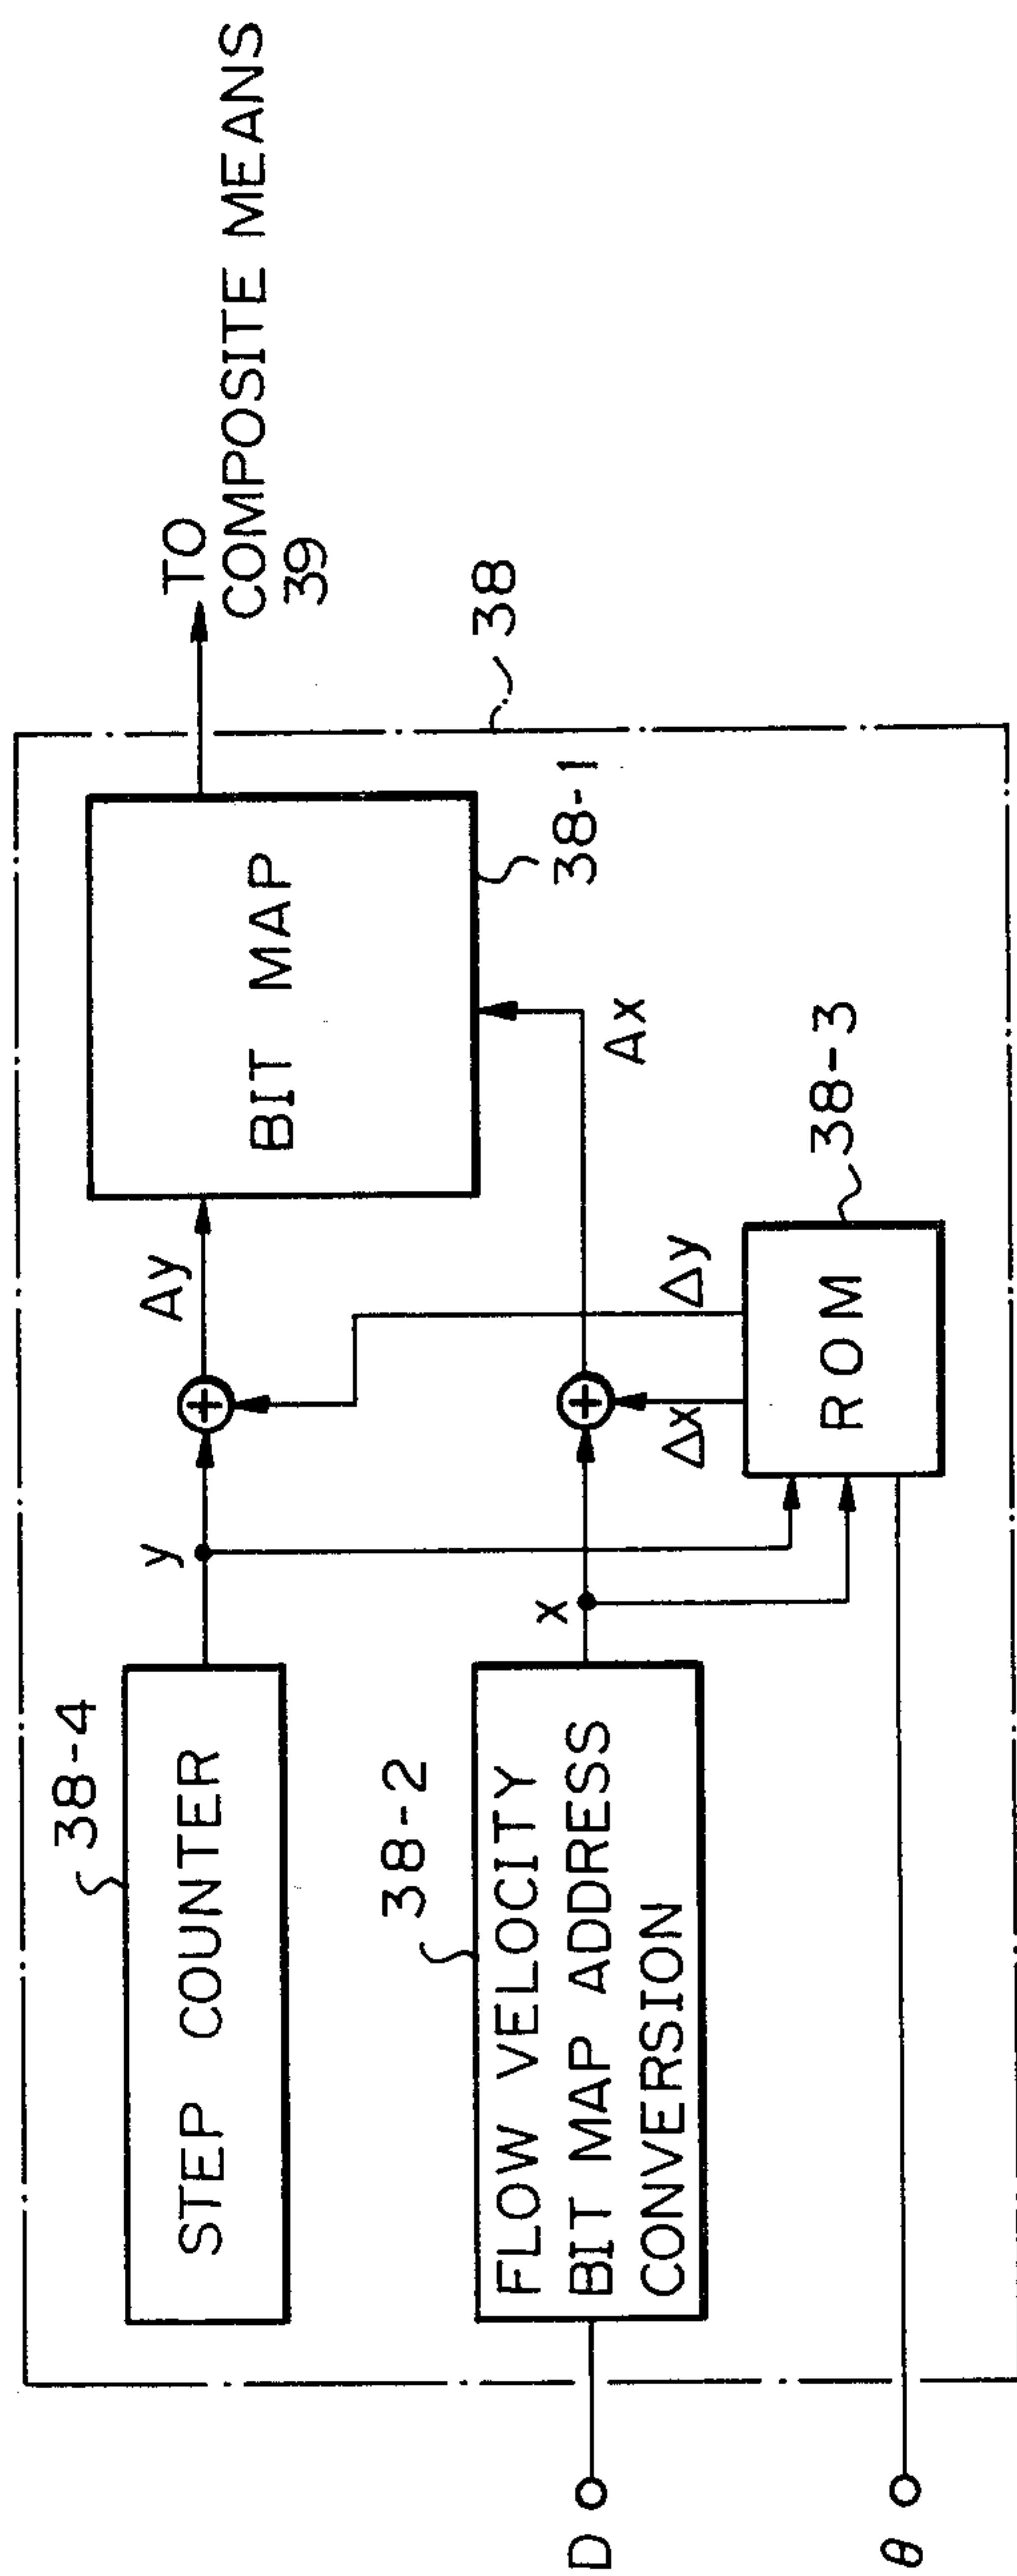 38-4
STEP COUNTER
y
Ay
BIT MAP
38-1
TO
COMPOSITE MEANS
39
38
38-2
FLOW VELOCITY
BIT MAP ADDRESS
CONVERSION
x
Δx
Δy
Ax
ROM
38-3
D
θ